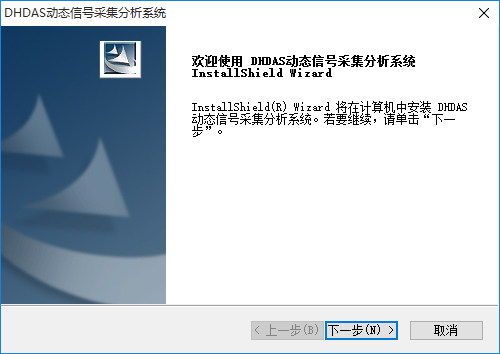 DHDAS动态信号采集分析系统
欢迎使用 DHDAS动态信号采集分析系统
InstallShield Wizard
InstallShield(R) Wizard 将在计算机中安装 DHDAS
动态信号采集分析系统。若要继续，请单击“下一
步”。
< 上一步(B) 下一步(N) > 取消